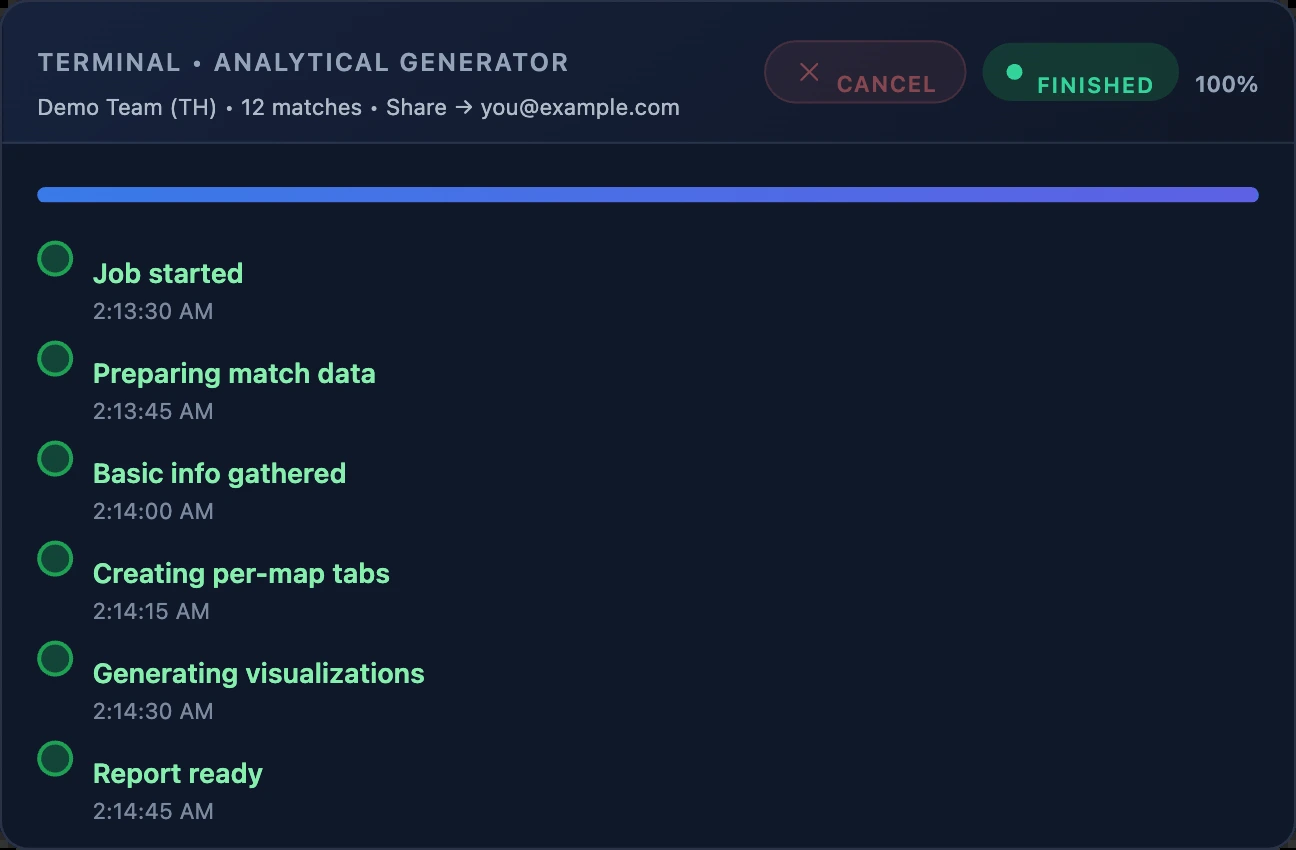 TERMINAL • ANALYTICAL GENERATOR
Demo Team (TH) • 12 matches • Share → you@example.com
CANCEL
FINISHED
100%
Job started
2:13:30 AM
Preparing match data
2:13:45 AM
Basic info gathered
2:14:00 AM
Creating per-map tabs
2:14:15 AM
Generating visualizations
2:14:30 AM
Report ready
2:14:45 AM